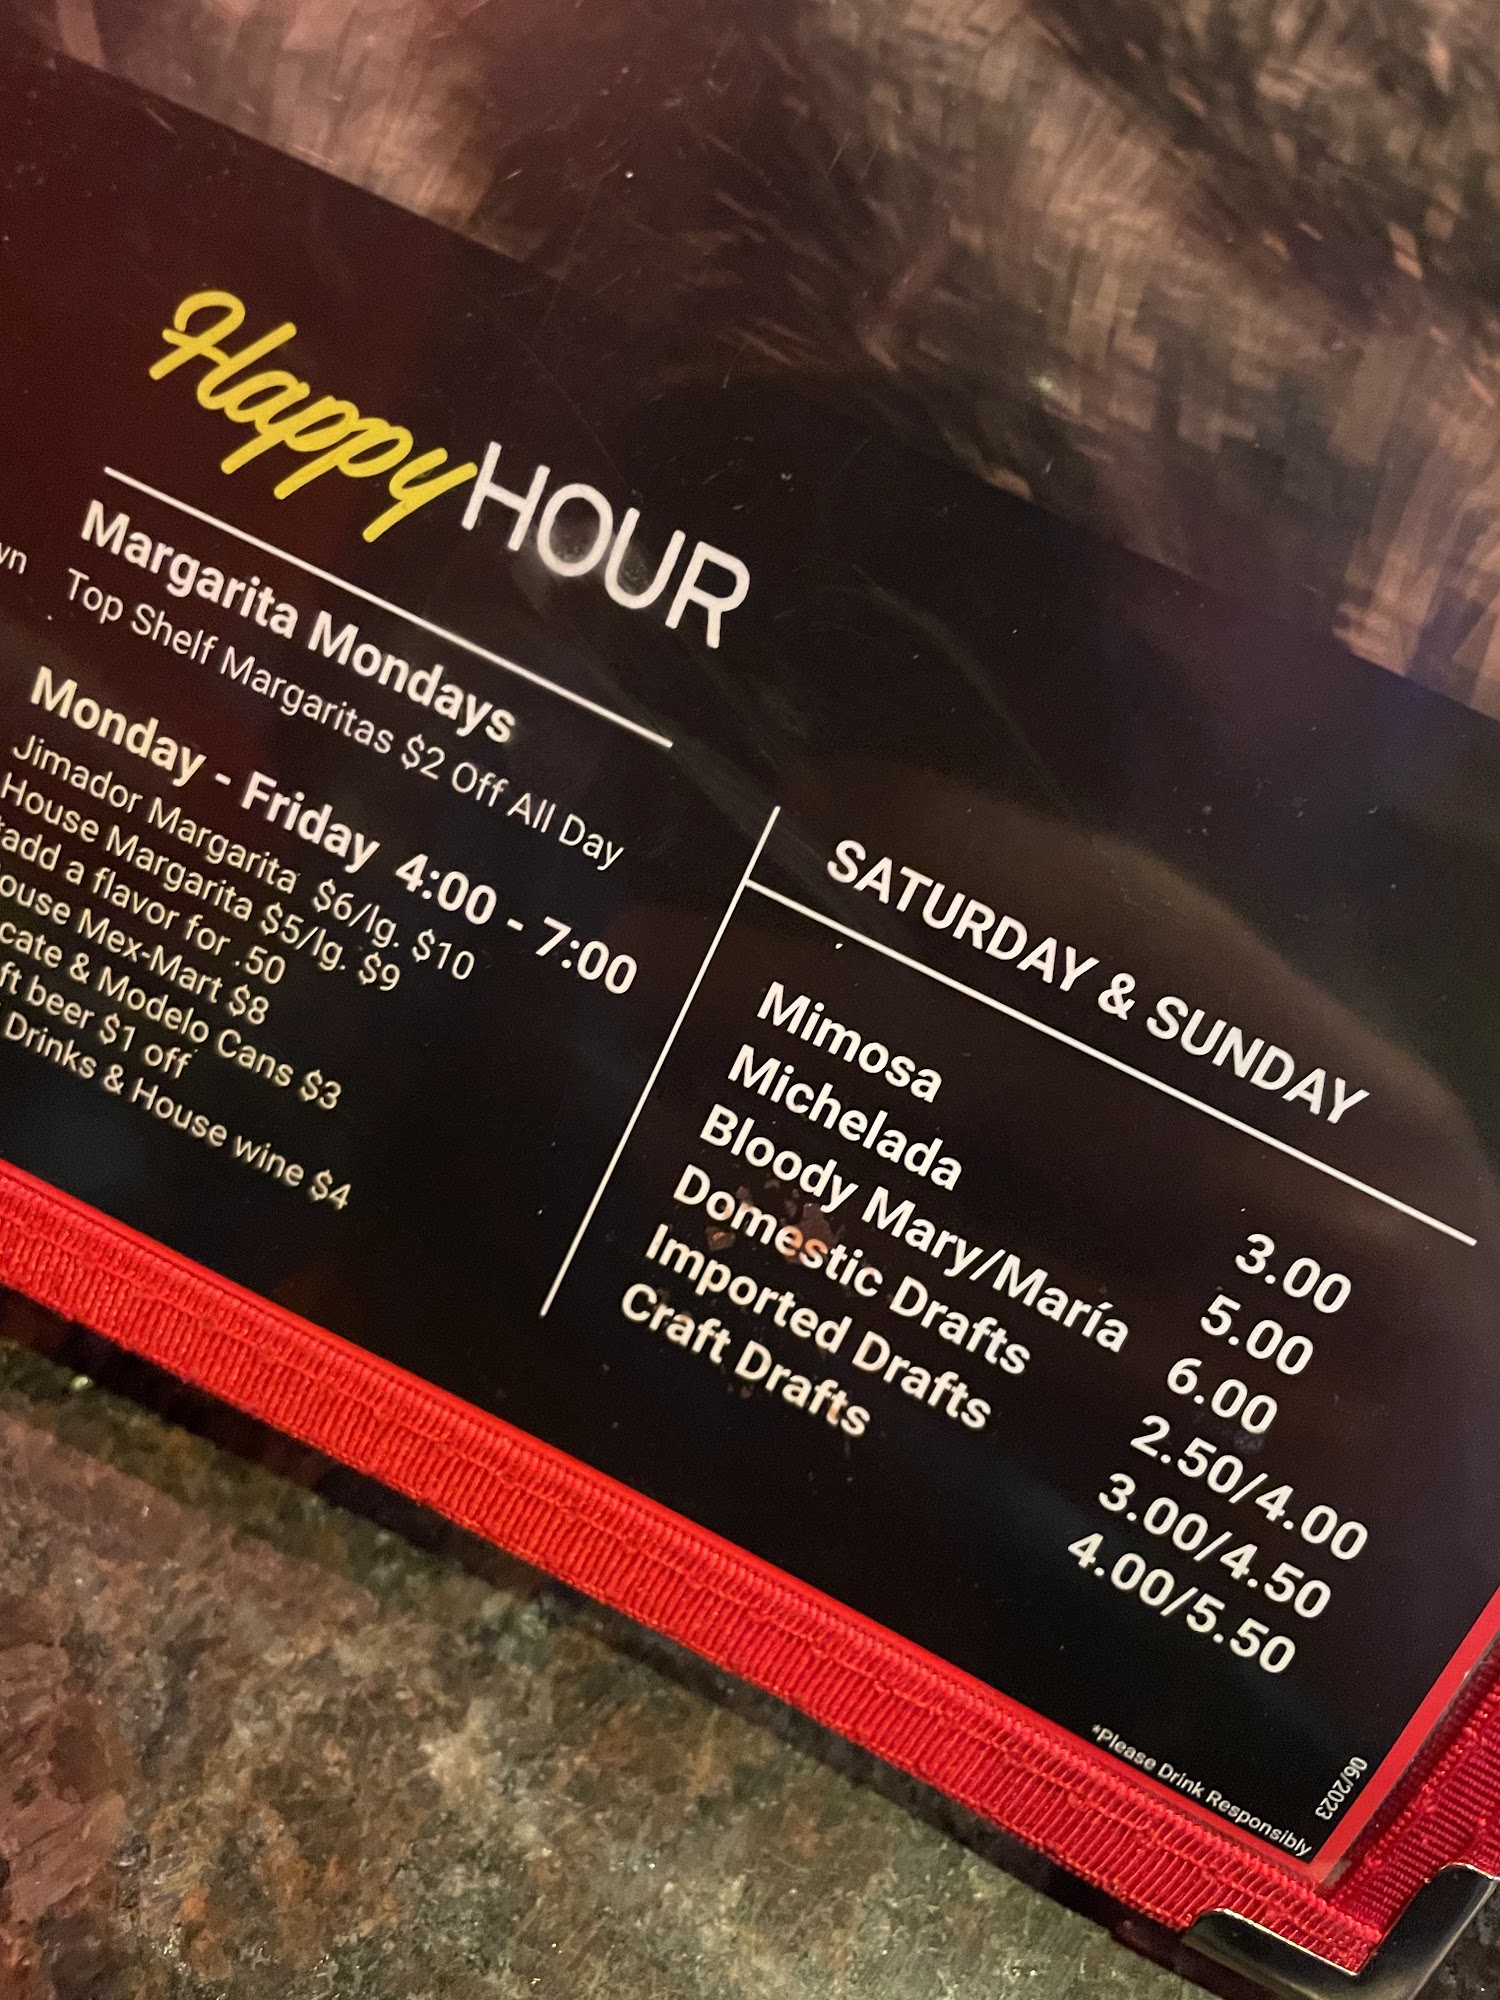 Happy HOUR
Margarita Mondays
Top Shelf Margaritas $2 Off All Day
Monday - Friday 4:00 - 7:00
Jimador Margarita $6/lg. $10
House Margarita $5/lg. $9
*add a flavor for .50
Mex-Mart $8
& Modelo Cans $3
beer $1 off
Drinks & House wine $4
SATURDAY & SUNDAY
Mimosa 3.00
Michelada 5.00
Bloody Mary/María 6.00
Domestic Drafts 2.50/4.00
Imported Drafts 3.00/4.50
Craft Drafts 4.00/5.50
*Please Drink Responsibly
06/2023